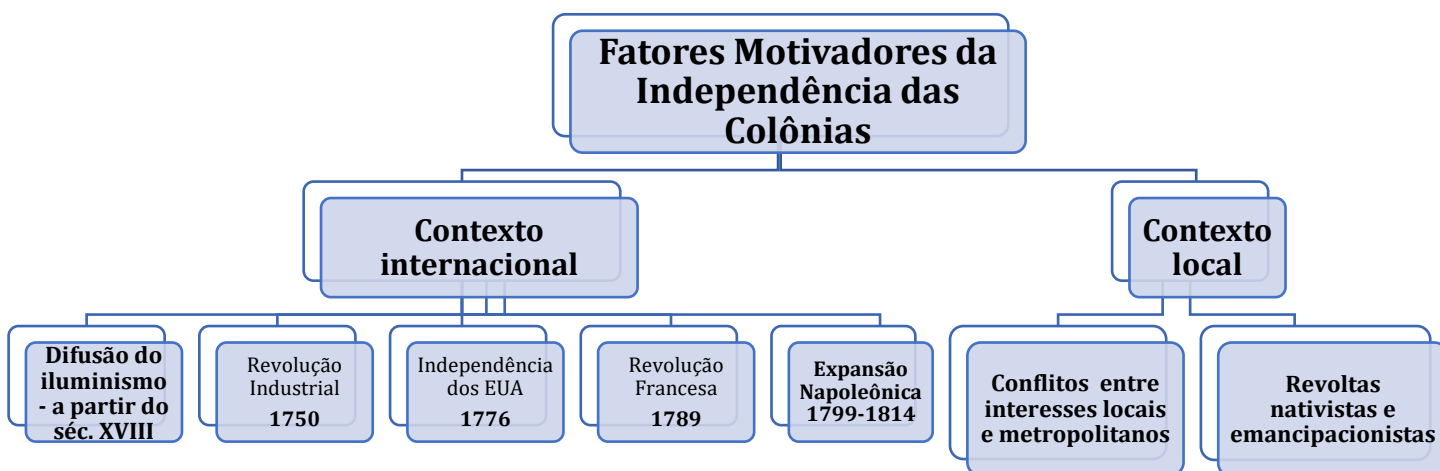 Fatores Motivadores da
Independência das
Colônias
Contexto
internacional
Contexto
local
Difusão do
iluminismo
- a partir do
séc. XVIII
Revolução
Industrial
1750
Independência
dos EUA
1776
Revolução
Francesa
1789
Expansão
Napoleônica
1799-1814
Conflitos entre
interesses locais
e metropolitanos
Revoltas
nativistas e
emancipacionistas